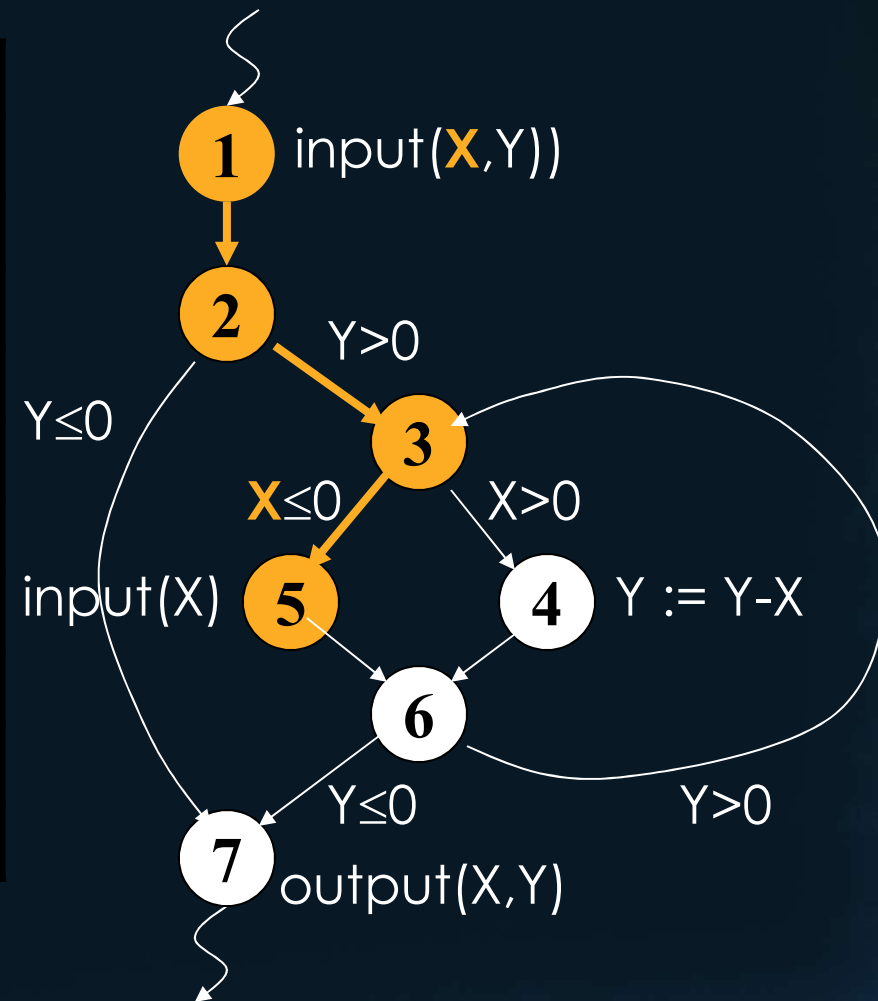 1 input(X,Y))
2
Y>0
Y≤0
3
X≤0 X>0
input(X) 5 4 Y := Y-X
6
Y≤0 Y>0
7
output(X,Y)